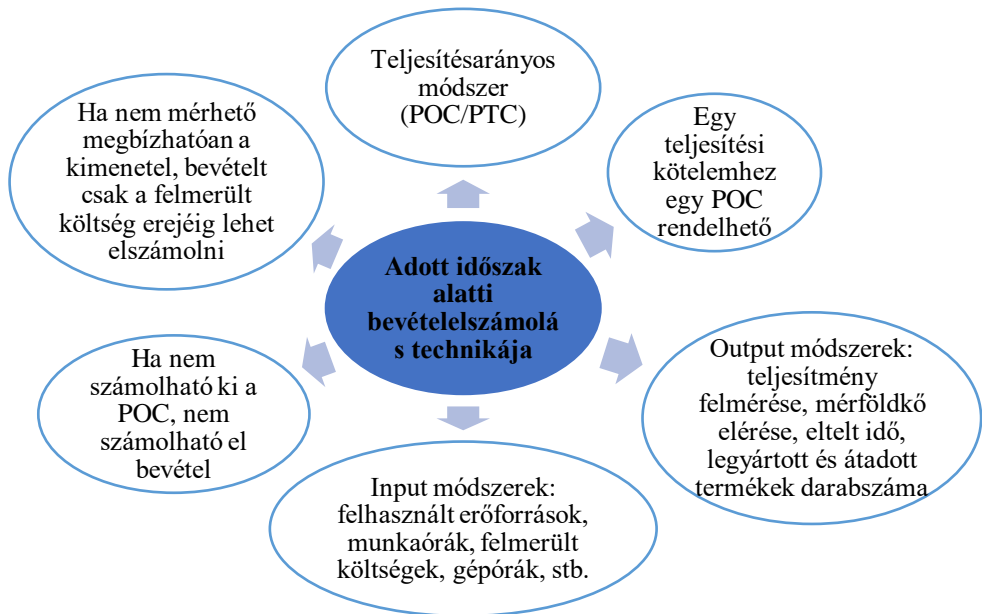 Teljesítésarányos
módszer
(POC/PTC)
Egy
teljesítési
kötelemhez
egy POC
rendelhető
Output módszerek:
teljesítmény
felmérése, mérföldkő
elérése, eltelt idő,
legyártott és átadott
termékek darabszáma
Input módszerek:
felhasznált erőforrások,
munkaórák, felmerült
költségek, gépórák, stb.
Ha nem
számolható ki a
POC, nem
számolható el
bevétel
Ha nem mérhető
megbízhatóan a
kimenetel, bevételt
csak a felmerült
költség erejéig lehet
elszámolni
Adott időszak
alatti
bevételelszámolá
s technikája